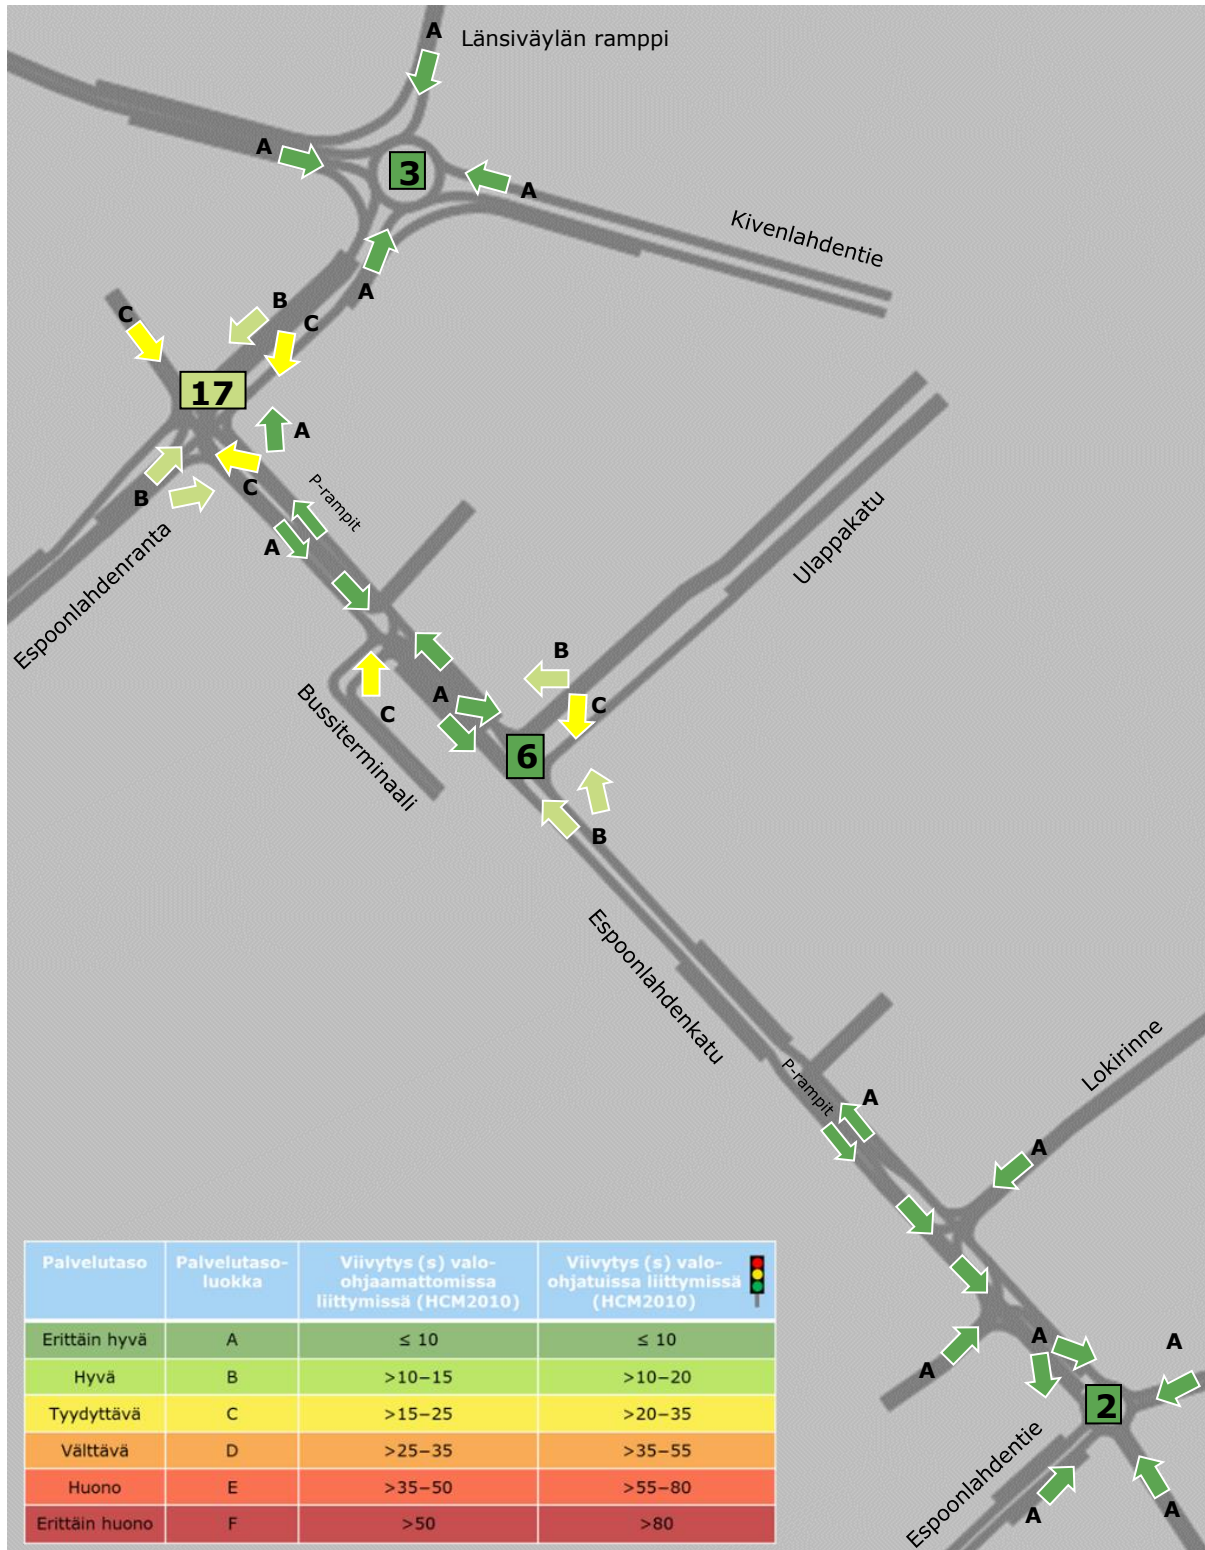 A
Länsiväylän ramppi
A
3
A
Kivenlahdentie
A
B
C
C
17
A
C
B
P-rampit
A
Espoonlahdenranta
Ulappakatu
B
A
C
C
Bussiterminaali
6
B
Espoonlahdenkatu
P-rampit
A
Lokirinne
A
A
A
A
2
Espoonlahdentie
A
A
Palvelutaso
Palvelutaso-
luokka
Viivytys (s) valo-
ohjaamattomissa
liittymissä (HCM2010)
Viivytys (s) valo-
ohjatuissa liittymissä
(HCM2010)
Erittäin hyvä A ≤ 10 ≤ 10
Hyvä B >10–15 >10–20
Tyydyttävä C >15–25 >20–35
Välttävä D >25–35 >35–55
Huono E >35–50 >55–80
Erittäin huono F >50 >80